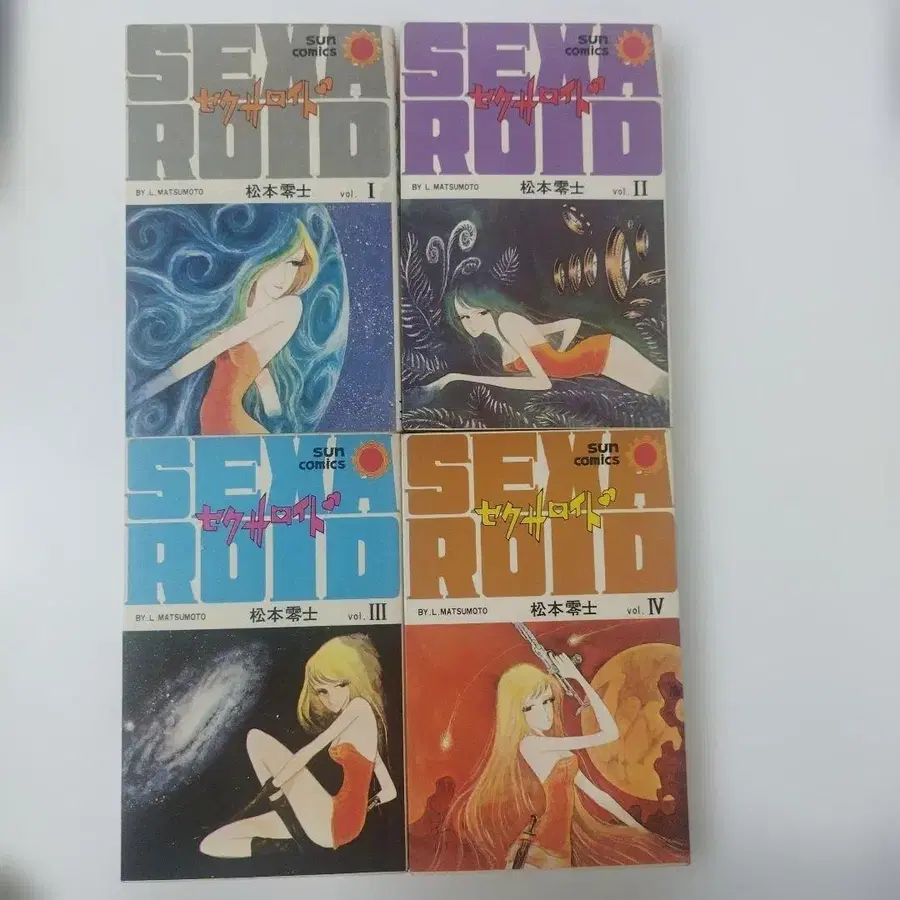 SEXA
sun
comics
セクサロイド
ROID
BY.L.MATSUMOTO 松本零士 vol. I
SEXA
sun
comics
セクサロイド
ROID
BY.L.MATSUMOTO 松本零士 vol. II
SEXA
sun
comics
セクサロイド
ROID
BY.L.MATSUMOTO 松本零士 vol. III
SEXA
sun
comics
セクサロイド
ROID
BY.L.MATSUMOTO 松本零士 vol. IV